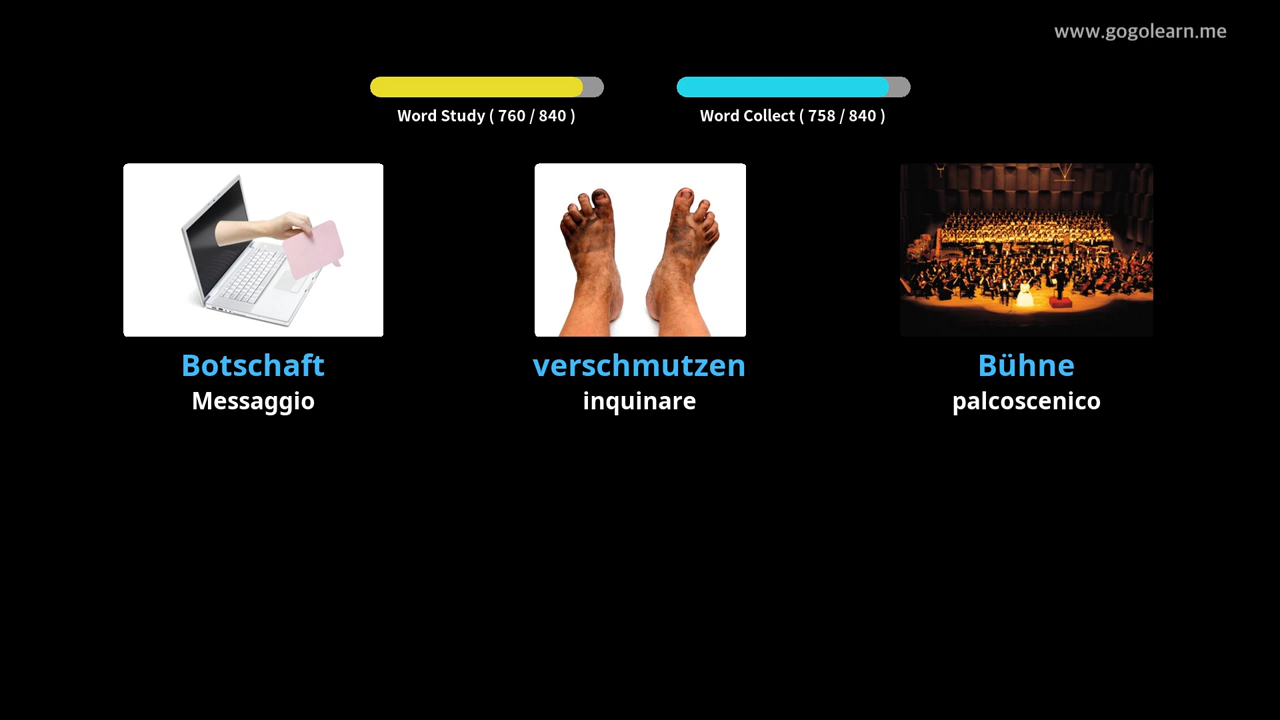 www.gogolearn.me
Word Study ( 760 / 840 )
Word Collect ( 758 / 840 )
Botschaft
Messaggio
verschmutzen
inquinare
Bühne
palcoscenico